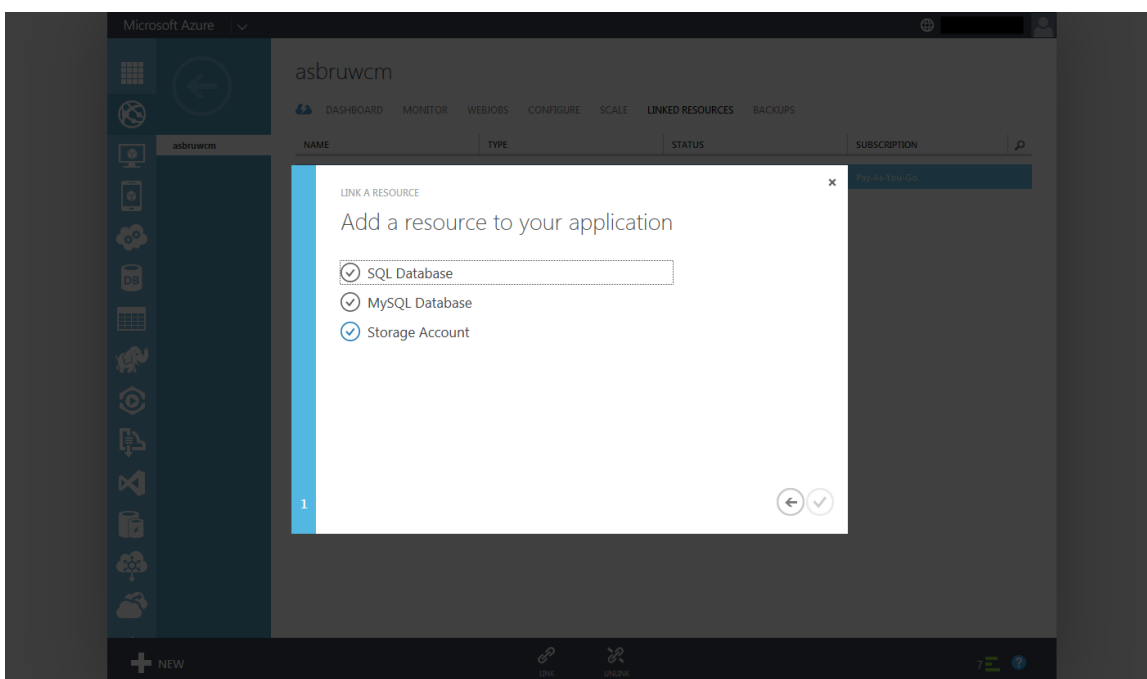 Microsoft Azure
asbruwcm
DASHBOARD MONITOR WEBJOBS CONFIGURE SCALE LINKED RESOURCES BACKUPS
asbruwcm
NAME TYPE STATUS SUBSCRIPTION
Pay-As-You-Go
LINK A RESOURCE
Add a resource to your application
SQL Database
MySQL Database
Storage Account
DB
1
NEW
LINK UNLINK
7
?